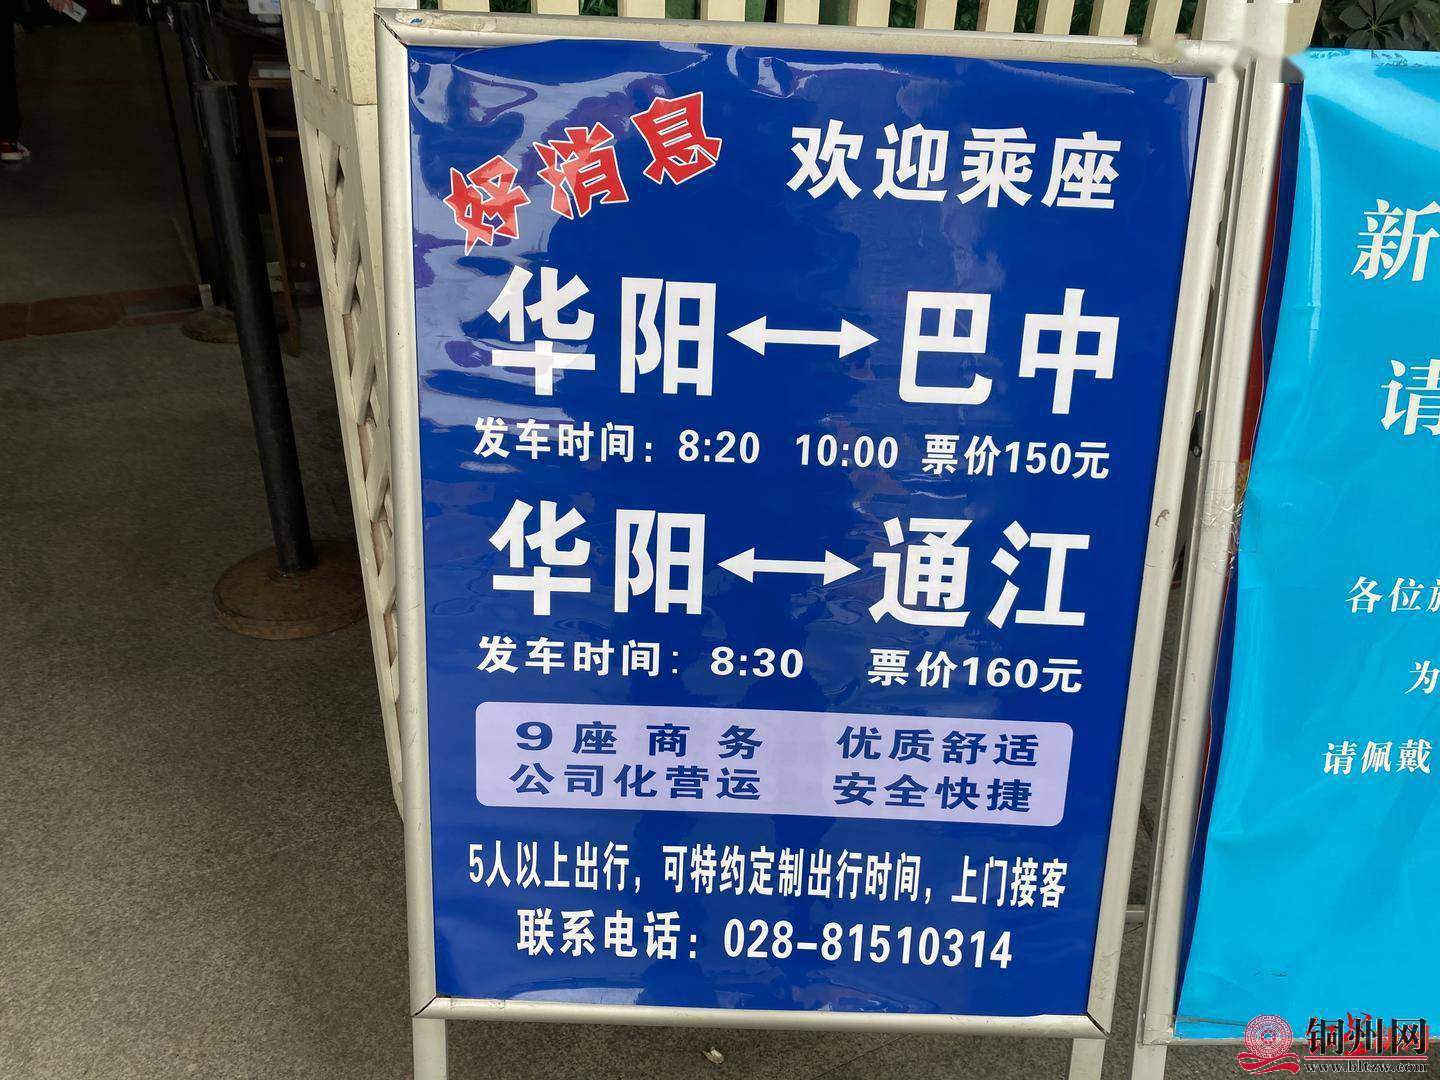 好消息 欢迎乘座
华阳↔巴中
发车时间：8:20 10:00 票价150元
华阳↔通江
发车时间：8:30 票价160元
9座商务 优质舒适
公司化营运 安全快捷
5人以上出行，可特约定制出行时间，上门接客
联系电话：028-81510314
新
请
各位旅
为
请佩戴
铜州网
www.bltzw.com